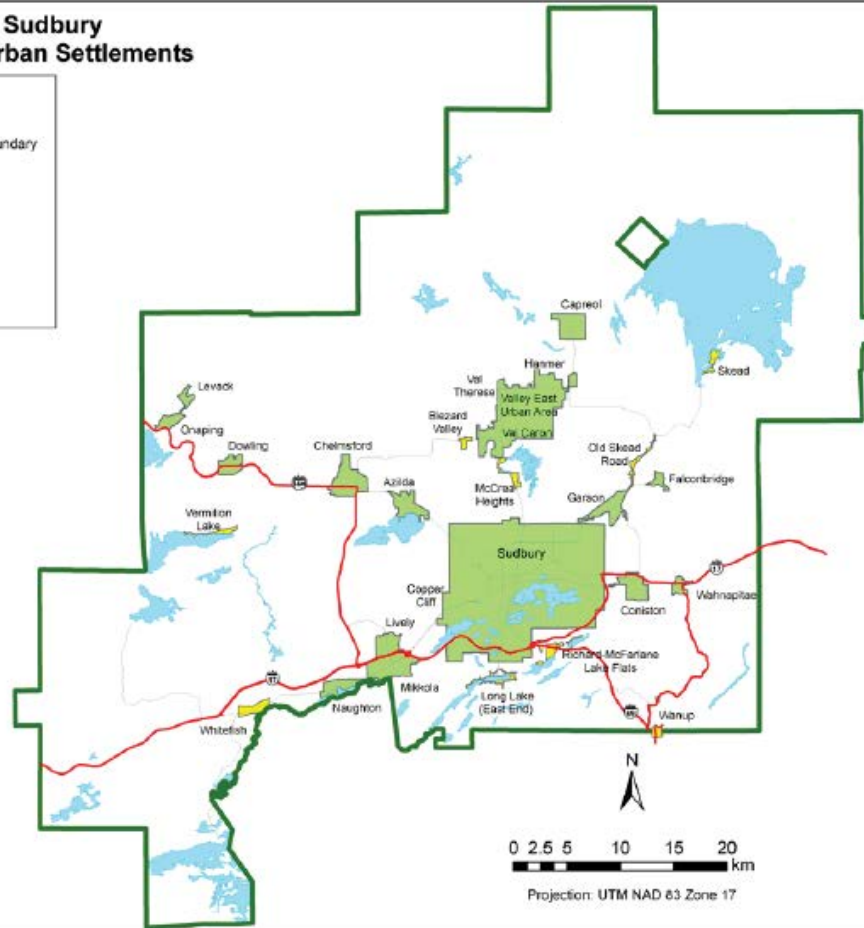 Sudbury
rban Settlements
undary
Capreol
Hanmer
Val
Therese
Valley East
Urban Area
Skead
Levack
Blezard
Valley
Val Caron
Onaping
Dowling
Chelmsford
Old Skead
Road
Azilda
McCrea
Heights
Falconbridge
Garson
Vermilion
Lake
Sudbury
17
Copper
Cliff
Wahnapitae
Coniston
Lively
Richard-McFarlane
Lake Flats
17
Mikkola
Long Lake
(East End)
Naughton
Wanup
Whitefish
N
0 2.5 5 10 15 20
km
Projection: UTM NAD 83 Zone 17